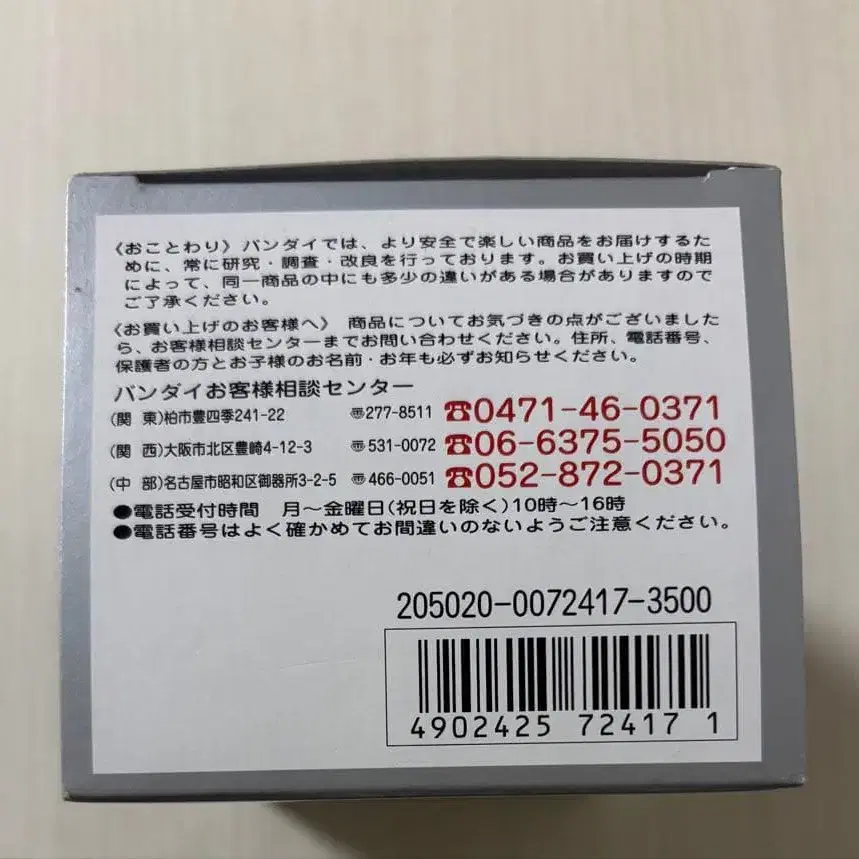 〈おことわり〉バンダイでは、より安全で楽しい商品をお届けするた
めに、常に研究・調査・改良を行っております。お買い上げの時期
によって、同一商品の中にも多少の違いがある場合がありますので
ご了承ください。
〈お買い上げのお客様へ〉 商品についてお気づきの点がございました
ら、お客様相談センターまでお問い合わせください。住所、電話番号、
保護者の方とお子様のお名前・お年も必ずお知らせください。
バンダイお客様相談センター
(関 東)柏市豊四季241-22 〠277-8511 ☎0471-46-0371
(関 西)大阪市北区豊崎4-12-3 〠531-0072 ☎06-6375-5050
(中 部)名古屋市昭和区御器所3-2-5 〠466-0051 ☎052-872-0371
●電話受付時間 月〜金曜日(祝日を除く)10時〜16時
●電話番号はよく確かめてお間違いのないようご注意ください。
205020-0072417-3500
4902425 72417 1